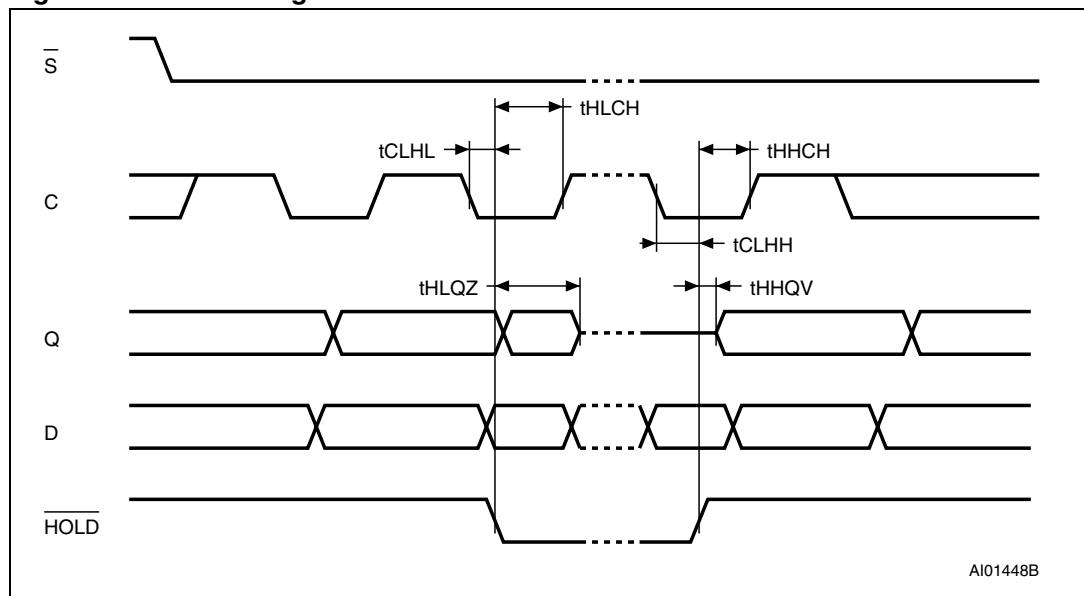 S
tHLCH
tCLHL
tHHCH
C
tCLHH
tHLQZ
tHHQV
Q
D
HOLD
AI01448B